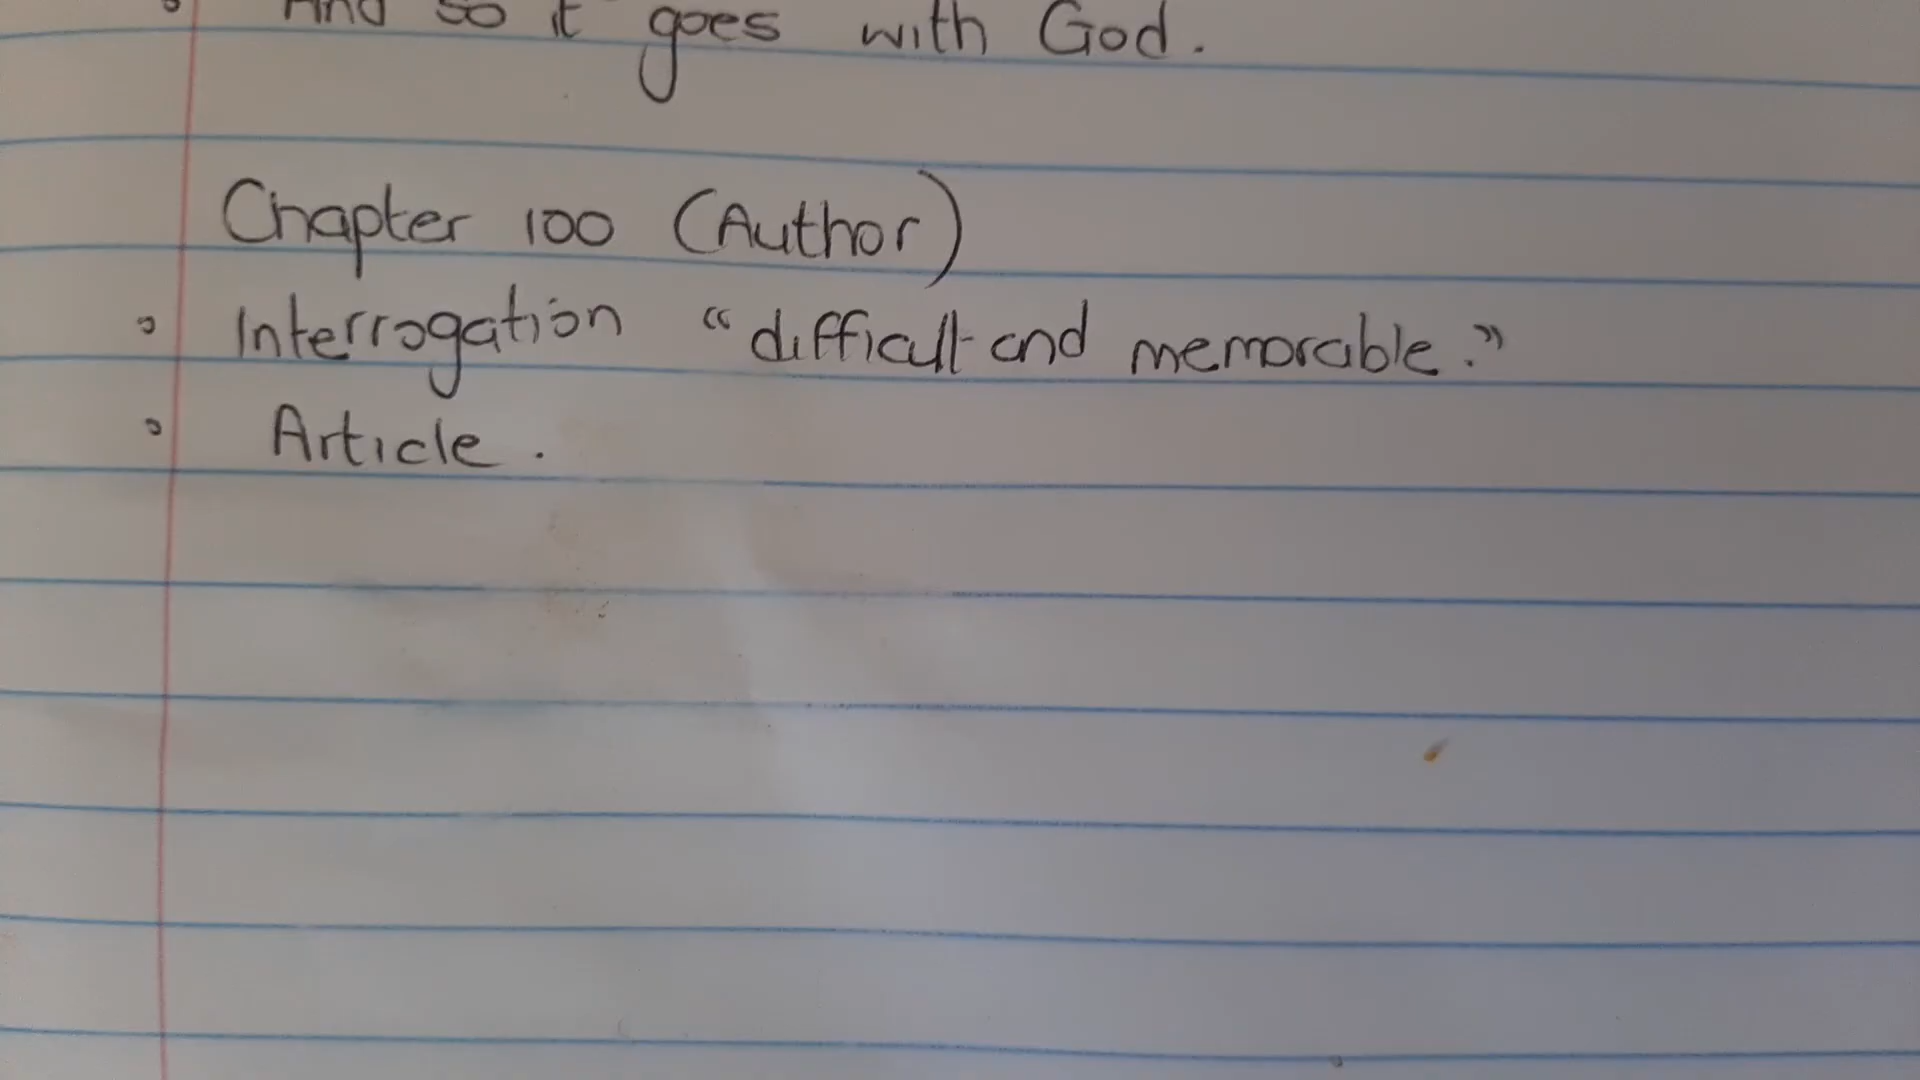 • And so it goes with God.
Chapter 100 (Author)
• Interrogation “difficult and memorable.”
• Article.